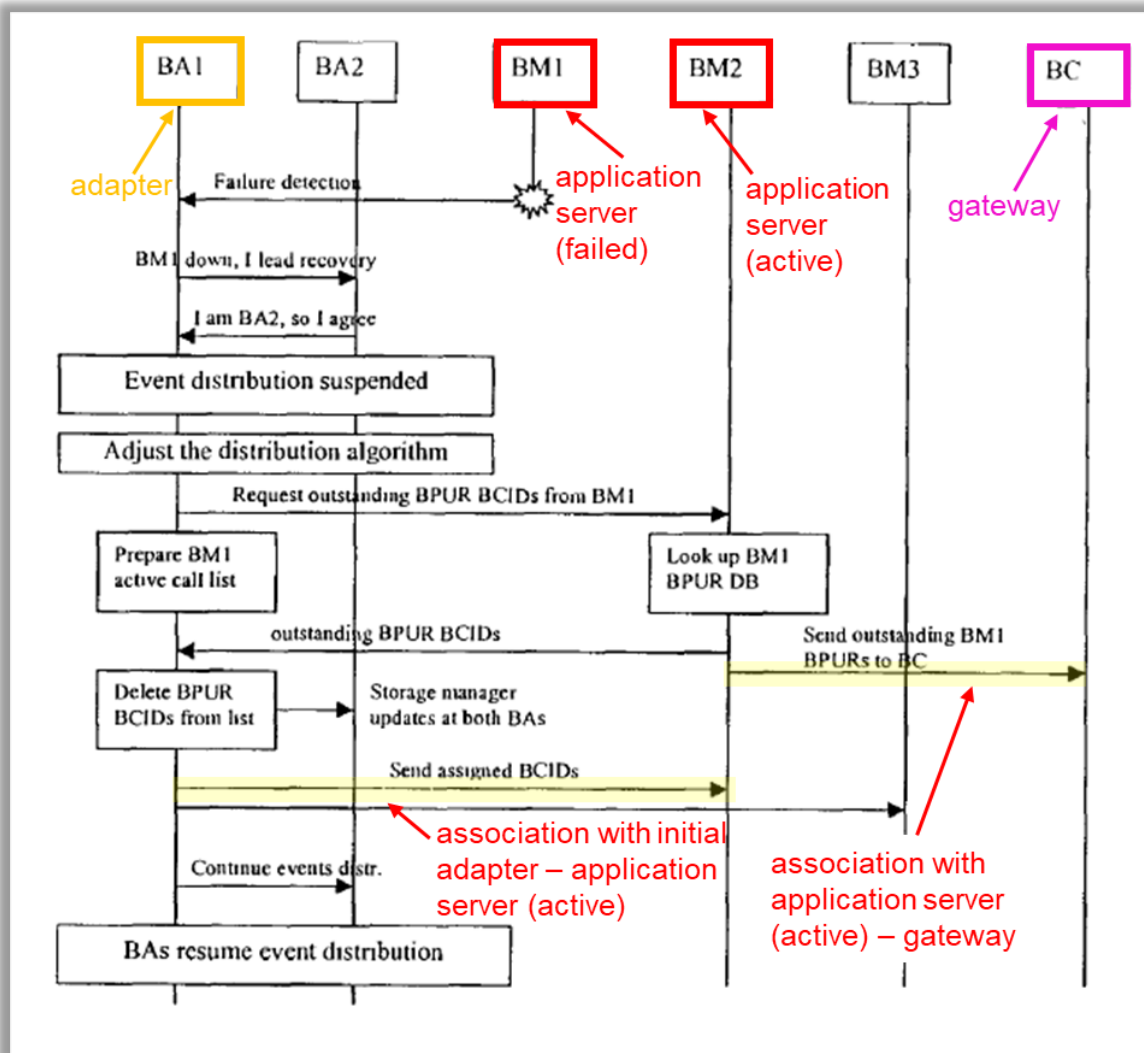 BA1
BA2
BM1
BM2
BM3
BC
adapter
Failure detection
application
server
(failed)
application
server
(active)
gateway
BM1 down, I lead recovery
I am BA2, so I agree
Event distribution suspended
Adjust the distribution algorithm
Request outstanding BPUR BCIDs from BM1
Prepare BM1
active call list
Look up BM1
BPUR DB
outstanding BPUR BCIDs
Send outstanding BM1
BPURs to BC
Delete BPUR
BCIDs from list
Storage manager
updates at both BAs
Send assigned BCIDs
association with initial
adapter – application
server (active)
association with
application server
(active) – gateway
Continue events distr.
BAs resume event distribution